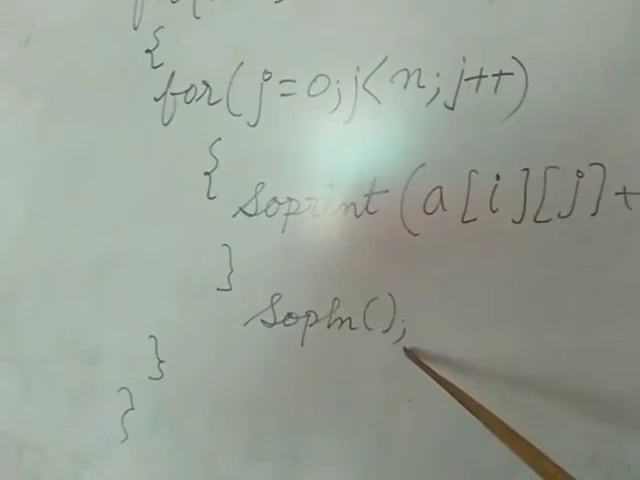 {
for(j=0;j<n;j++)
{
Soprint(a[i][j]+
}
Sopln();
}
}